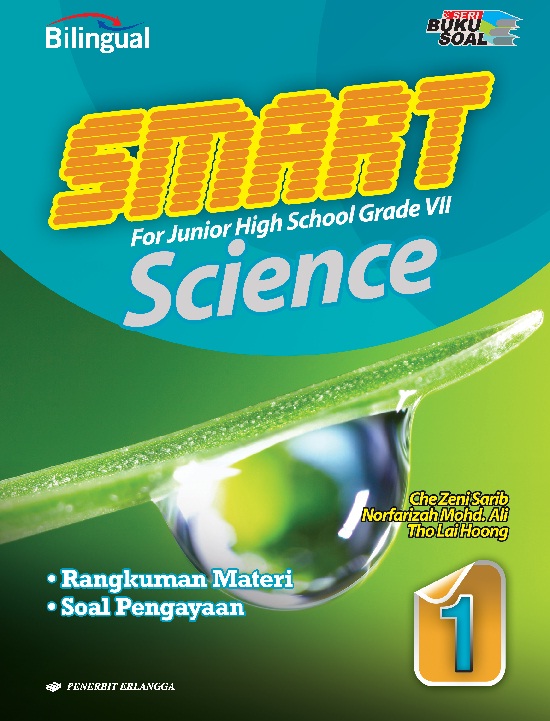 Bilingual
SERI
BUKU
SOAL
SMART
For Junior High School Grade VII
Science
Che Zeni Sarib
Norfarizah Mohd. Ali
Tho Lai Hoong
• Rangkuman Materi
• Soal Pengayaan
1
PENERBIT ERLANGGA